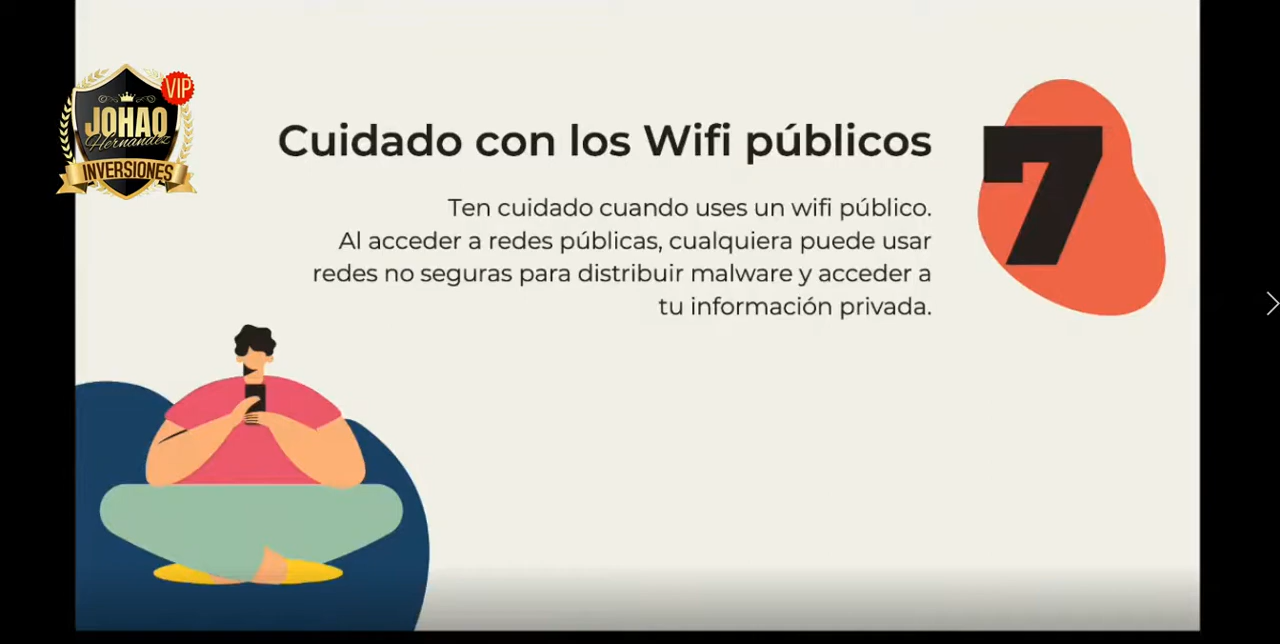 VIP
JOHAO
Hernandez
INVERSIONES
Cuidado con los Wifi públicos
7
Ten cuidado cuando uses un wifi público.
Al acceder a redes públicas, cualquiera puede usar
redes no seguras para distribuir malware y acceder a
tu información privada.